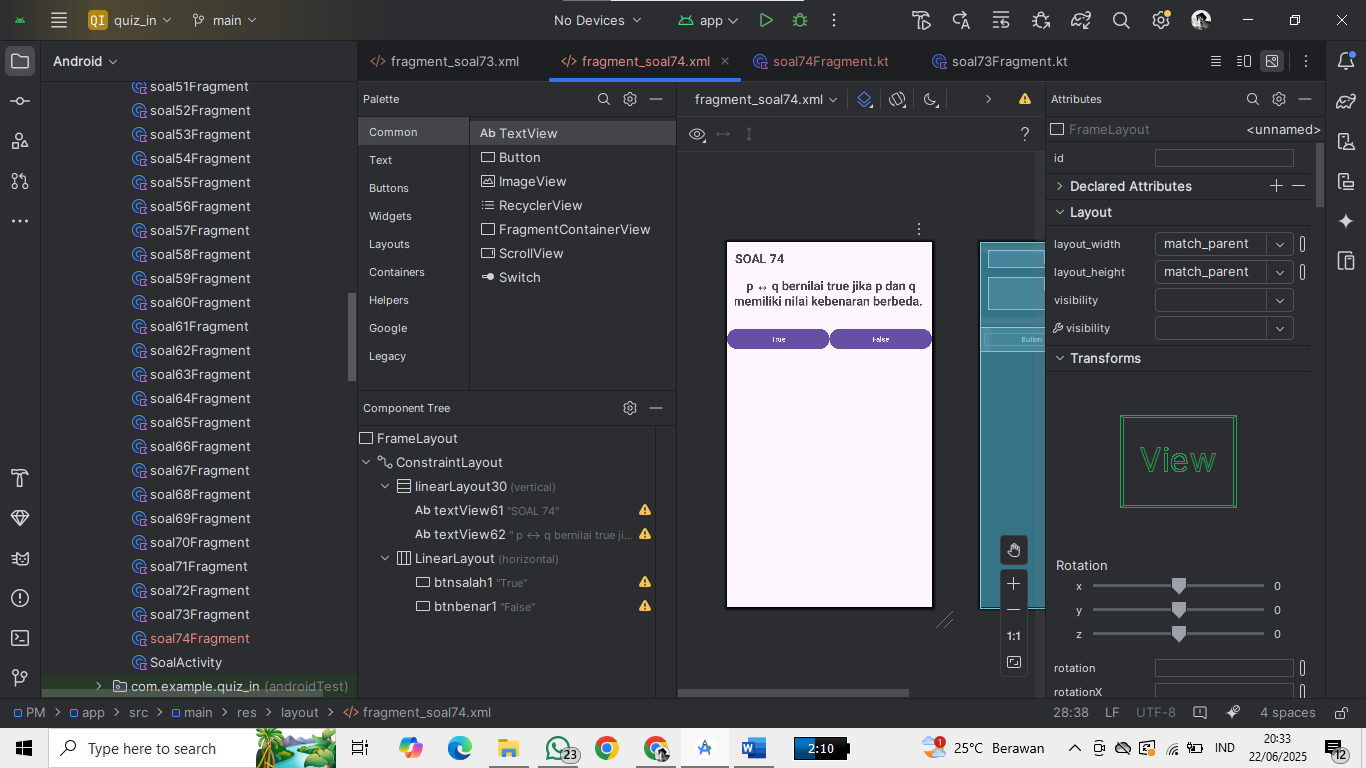 QI quiz_in main No Devices app
Android
soal51Fragment
soal52Fragment
soal53Fragment
soal54Fragment
soal55Fragment
soal56Fragment
soal57Fragment
soal58Fragment
soal59Fragment
soal60Fragment
soal61Fragment
soal62Fragment
soal63Fragment
soal64Fragment
soal65Fragment
soal66Fragment
soal67Fragment
soal68Fragment
soal69Fragment
soal70Fragment
soal71Fragment
soal72Fragment
soal73Fragment
soal74Fragment
SoalActivity
com.example.quiz_in (androidTest)
</> fragment_soal73.xml </> fragment_soal74.xml soal74Fragment.kt soal73Fragment.kt
Palette
Common
Text
Buttons
Widgets
Layouts
Containers
Helpers
Google
Legacy
Ab TextView
Button
ImageView
RecyclerView
FragmentContainerView
ScrollView
Switch
Component Tree
FrameLayout
ConstraintLayout
linearLayout30 (vertical)
Ab textView61 "SOAL 74"
Ab textView62 " p ↔ q bernilai true ji...
LinearLayout (horizontal)
btnsalah1 "True"
btnbenar1 "False"
fragment_soal74.xml
?
SOAL 74
p ↔ q bernilai true jika p dan q
memiliki nilai kebenaran berbeda.
True False
Button
1:1
Attributes
FrameLayout <unnamed>
id
Declared Attributes
Layout
layout_width match_parent
layout_height match_parent
visibility
visibility
Transforms
View
Rotation
x 0
y 0
z 0
rotation
rotationX
PM > app > src > main > res > layout > </> fragment_soal74.xml
28:38 LF UTF-8 4 spaces
Type here to search
23
2:10
1
25°C Berawan
IND
20:33
22/06/2025
12